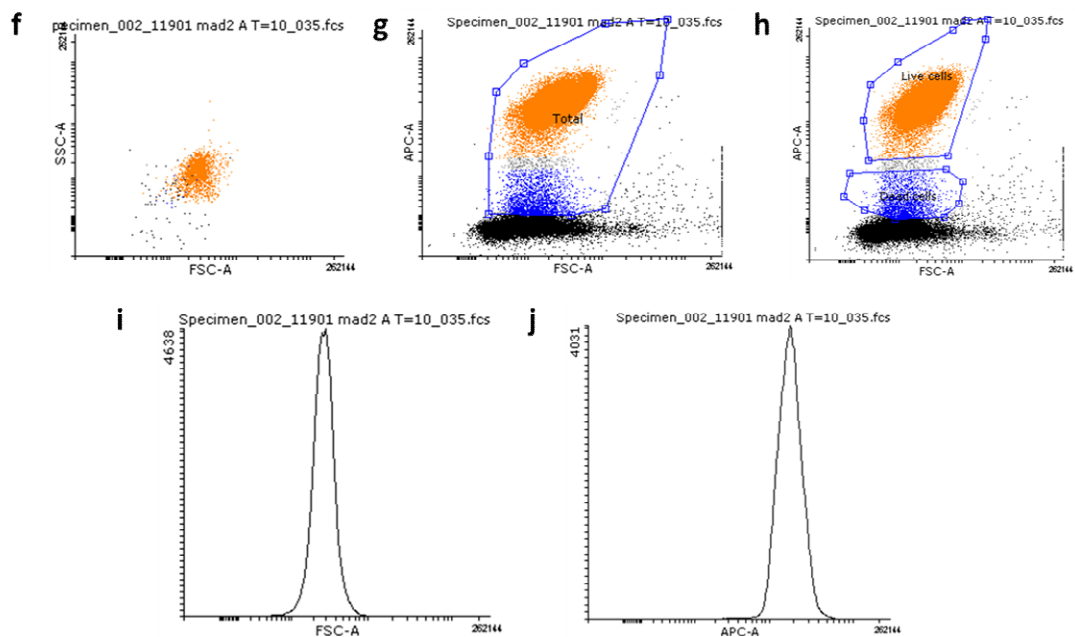 f
pecimen_002_11901 mad2 A T=10_035.fcs
262144
SSC-A
FSC-A
262144
g
Specimen_002_11901 mad2 A T=10_035.fcs
262144
APC-A
Total
FSC-A
262144
h
Specimen_002_11901 mad2 A T=10_035.fcs
262144
APC-A
Live cells
Dead cells
FSC-A
262144
i
Specimen_002_11901 mad2 A T=10_035.fcs
4638
FSC-A
262144
j
Specimen_002_11901 mad2 A T=10_035.fcs
4031
APC-A
262144